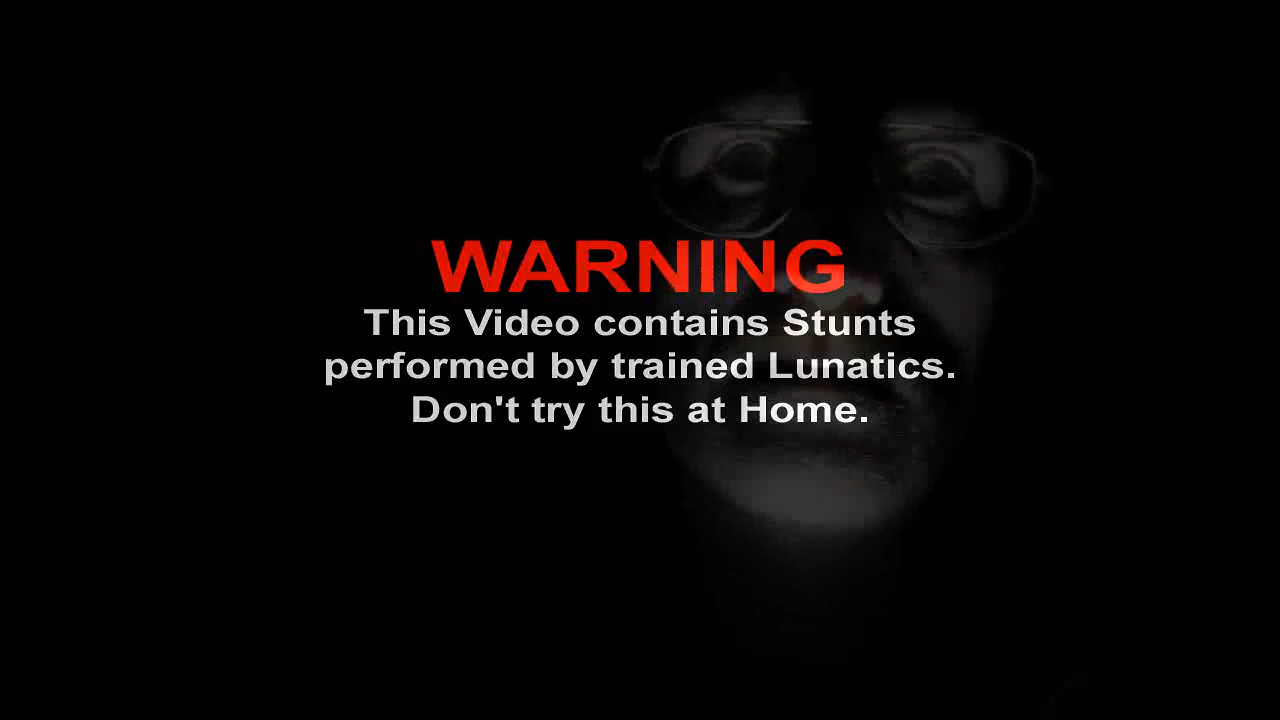 WARNING
This Video contains Stunts
performed by trained Lunatics.
Don't try this at Home.